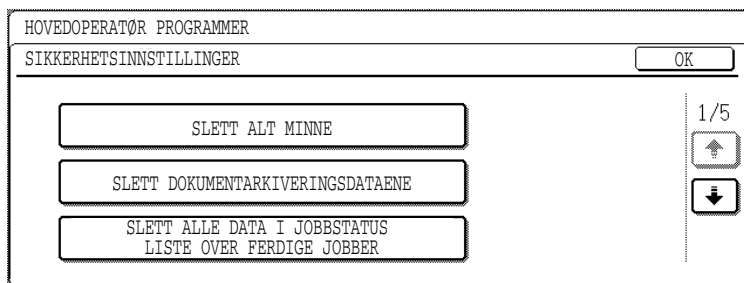 HOVEDOPERATØR PROGRAMMER
SIKKERHETSINNSTILLINGER
OK
SLETT ALT MINNE
1/5
SLETT DOKUMENTARKIVERINGSDATAENE
SLETT ALLE DATA I JOBBSTATUS
LISTE OVER FERDIGE JOBBER